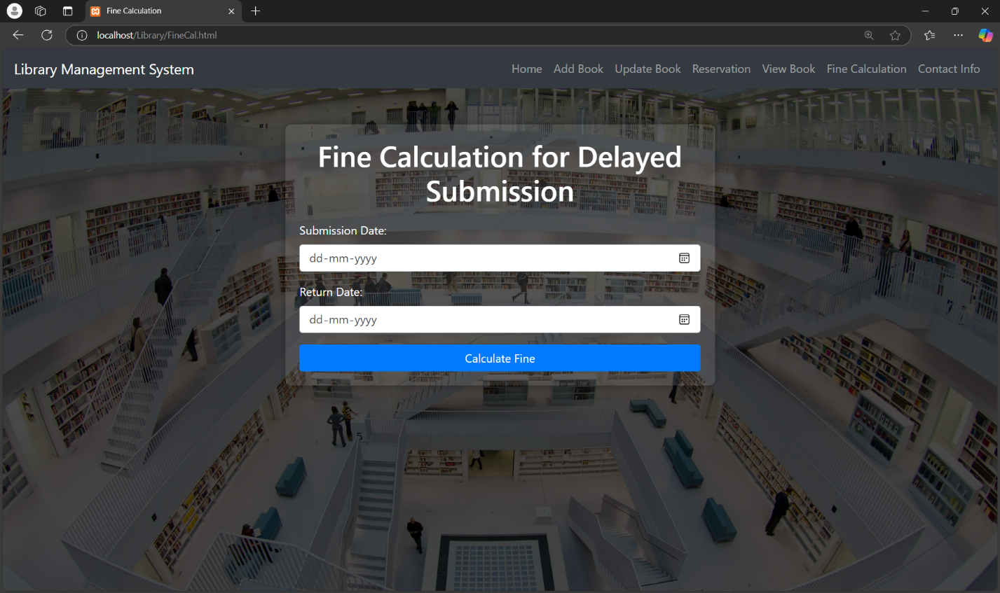 Fine Calculation
localhost/Library/FineCal.html
Library Management System
Home Add Book Update Book Reservation View Book Fine Calculation Contact Info
Fine Calculation for Delayed
Submission
Submission Date:
dd-mm-yyyy
Return Date:
dd-mm-yyyy
Calculate Fine
5